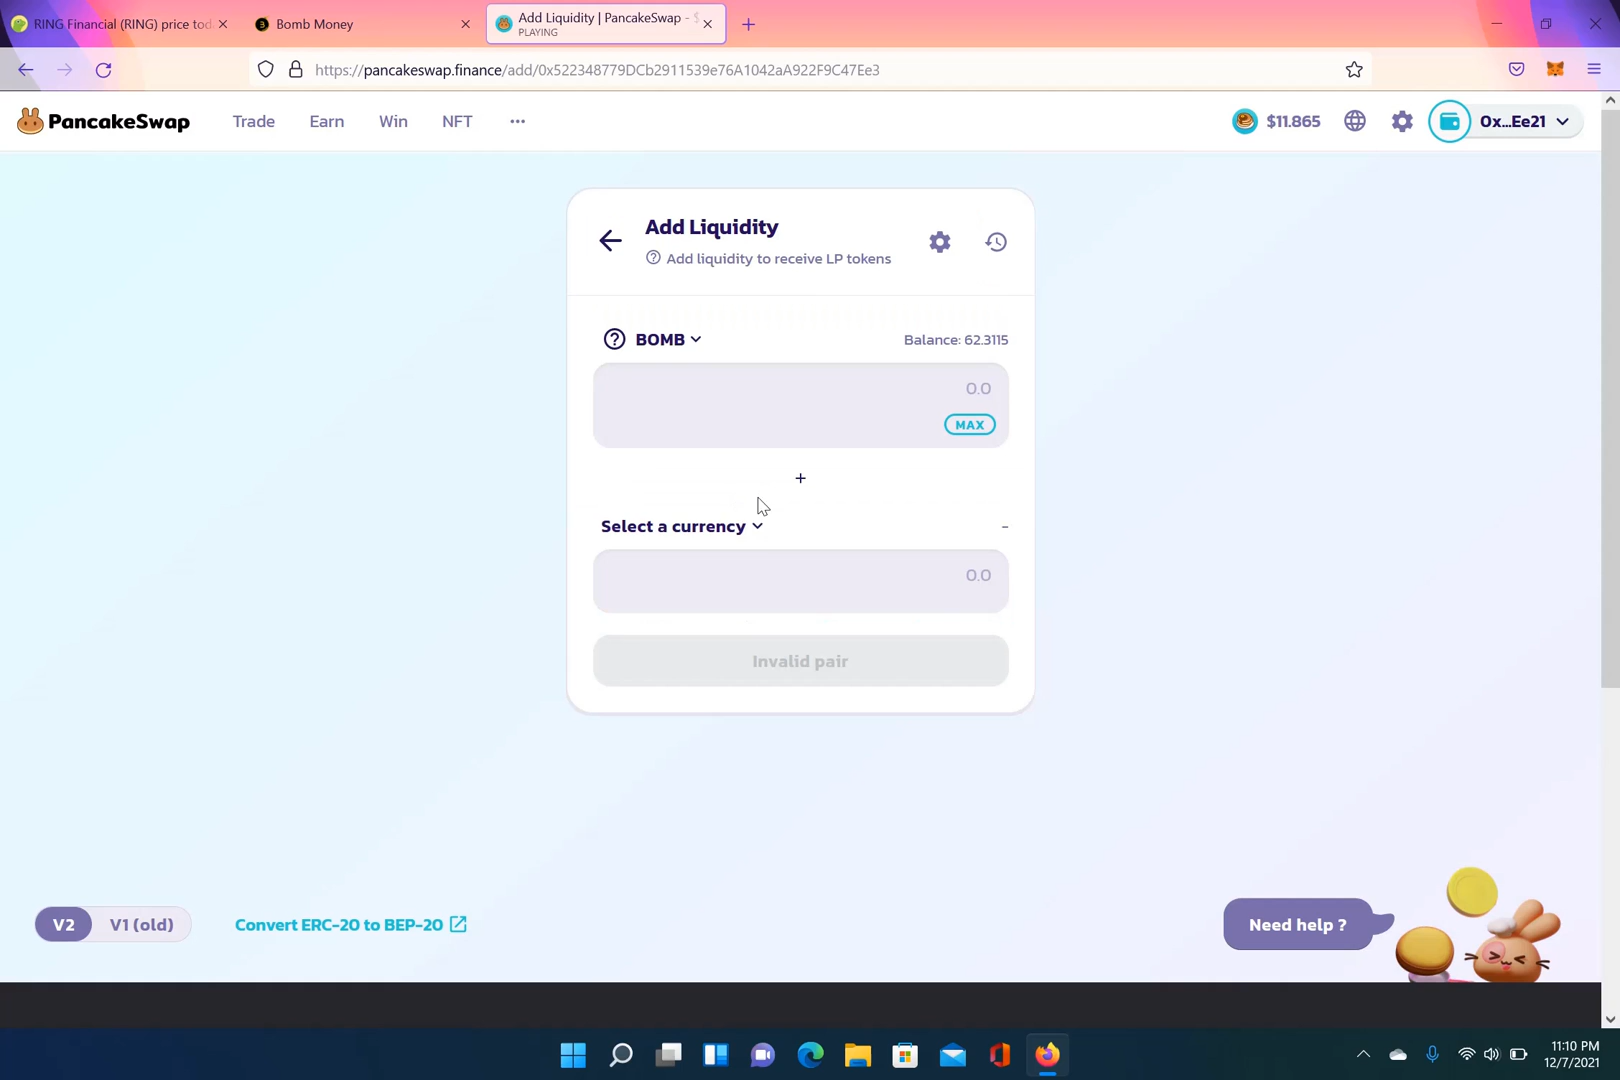 RING Financial (RING) price tod
Bomb Money
Add Liquidity | PancakeSwap - $
PLAYING
https://pancakeswap.finance/add/0x522348779DCb2911539e76A1042aA922F9C47Ee3
PancakeSwap
Trade
Earn
Win
NFT
$11.865
0x...Ee21
Add Liquidity
Add liquidity to receive LP tokens
BOMB
Balance: 62.3115
0.0
MAX
+
Select a currency
-
0.0
Invalid pair
V2
V1 (old)
Convert ERC-20 to BEP-20
Need help ?
11:10 PM
12/7/2021